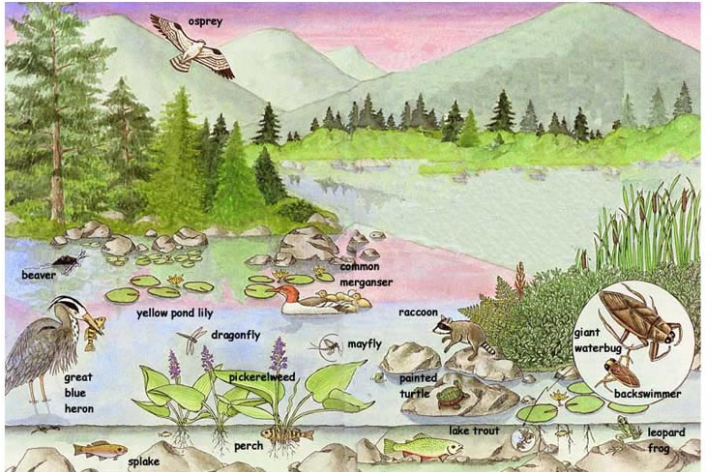 osprey
beaver
common
merganser
yellow pond lily
raccoon
dragonfly
mayfly
giant
waterbug
great
blue
heron
pickerelweed
painted
turtle
backswimmer
perch
lake trout
leopard
frog
splake